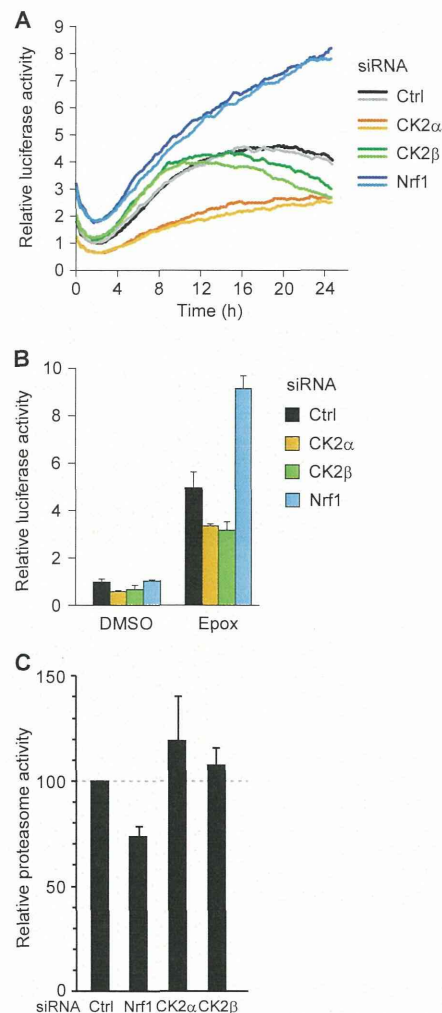 A
Relative luciferase activity
9
8
7
6
5
4
3
2
1
0
0 4 8 12 16 20 24
Time (h)
siRNA
Ctrl
CK2α
CK2β
Nrf1
B
Relative luciferase activity
10
8
6
4
2
0
DMSO Epox
siRNA
Ctrl
CK2α
CK2β
Nrf1
C
Relative proteasome activity
150
100
50
0
siRNA Ctrl Nrf1 CK2α CK2β